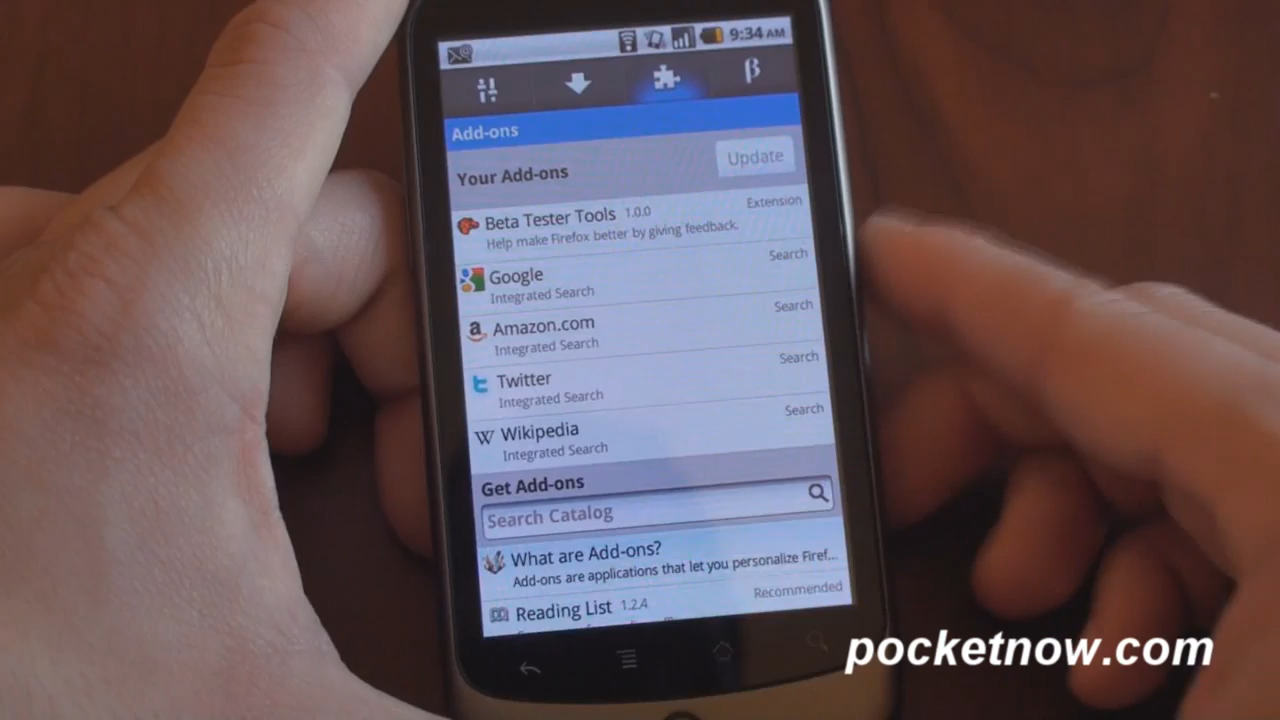 9:34 AM
β
Add-ons
Your Add-ons
Update
Beta Tester Tools 1.0.0
Extension
Help make Firefox better by giving feedback.
Google
Search
Integrated Search
Amazon.com
Search
Integrated Search
Twitter
Search
Integrated Search
Wikipedia
Search
Integrated Search
Get Add-ons
Search Catalog
What are Add-ons?
Add-ons are applications that let you personalize Firef...
Reading List 1.2.4
Recommended
pocketnow.com